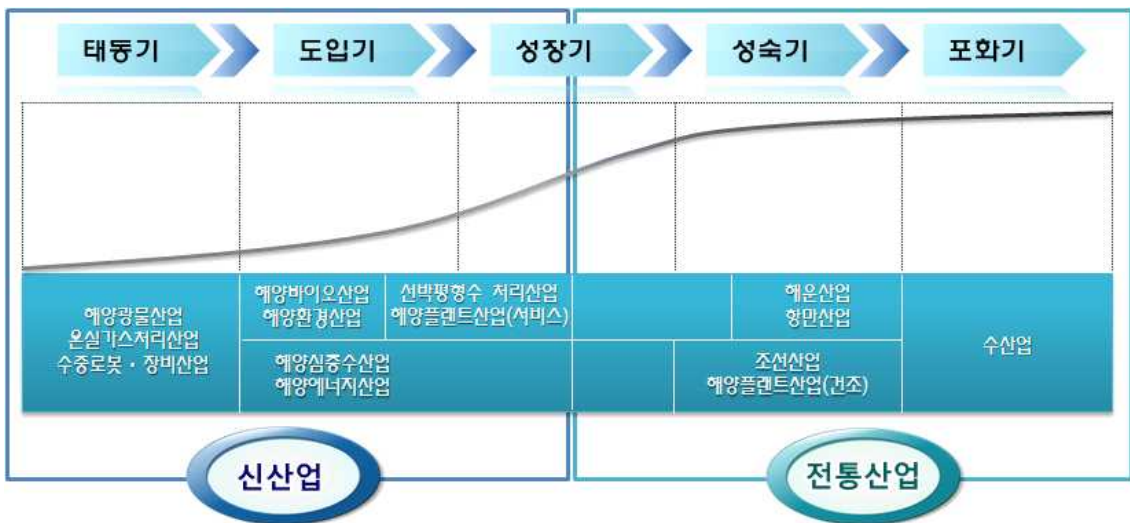 태동기
도입기
성장기
성숙기
포화기
해양광물산업
온실가스처리산업
수중로봇·장비산업
해양바이오산업
해양환경산업
선박평형수 처리산업
해양플랜트산업(서비스)
해양심층수산업
해양에너지산업
해운산업
항만산업
조선산업
해양플랜트산업(건조)
수산업
신산업
전통산업